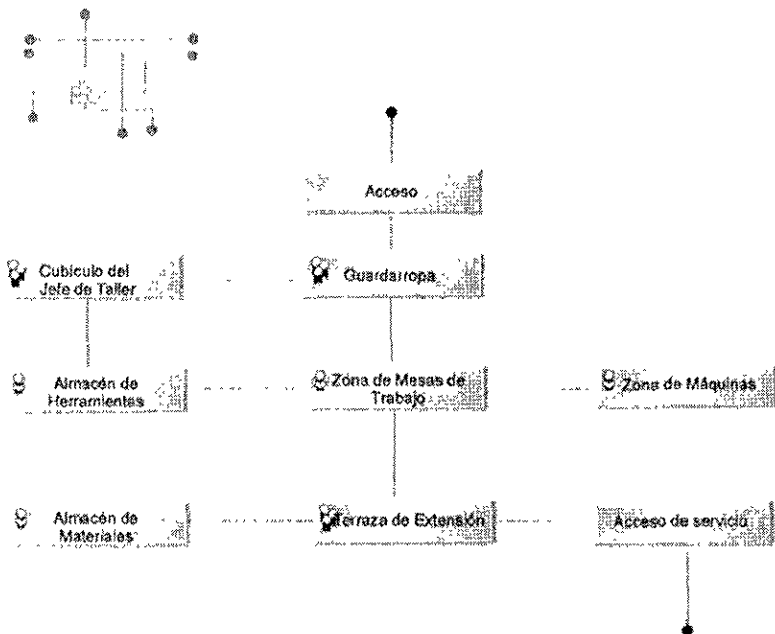 Acceso
Cubículo del
Jefe de Taller
Guardarropa
Almacén de
Herramientas
Zona de Mesas de
Trabajo
Zona de Máquinas
Almacén de
Materiales
Terraza de Extensión
Acceso de servicio